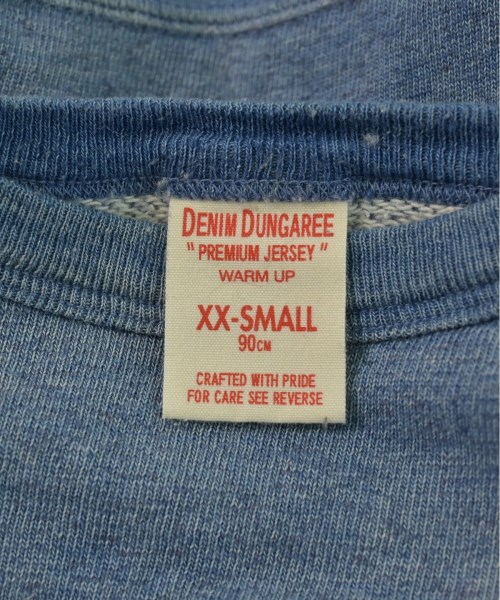 DENIM DUNGAREE
"PREMIUM JERSEY"
WARM UP
XX-SMALL
90CM
CRAFTED WITH PRIDE
FOR CARE SEE REVERSE